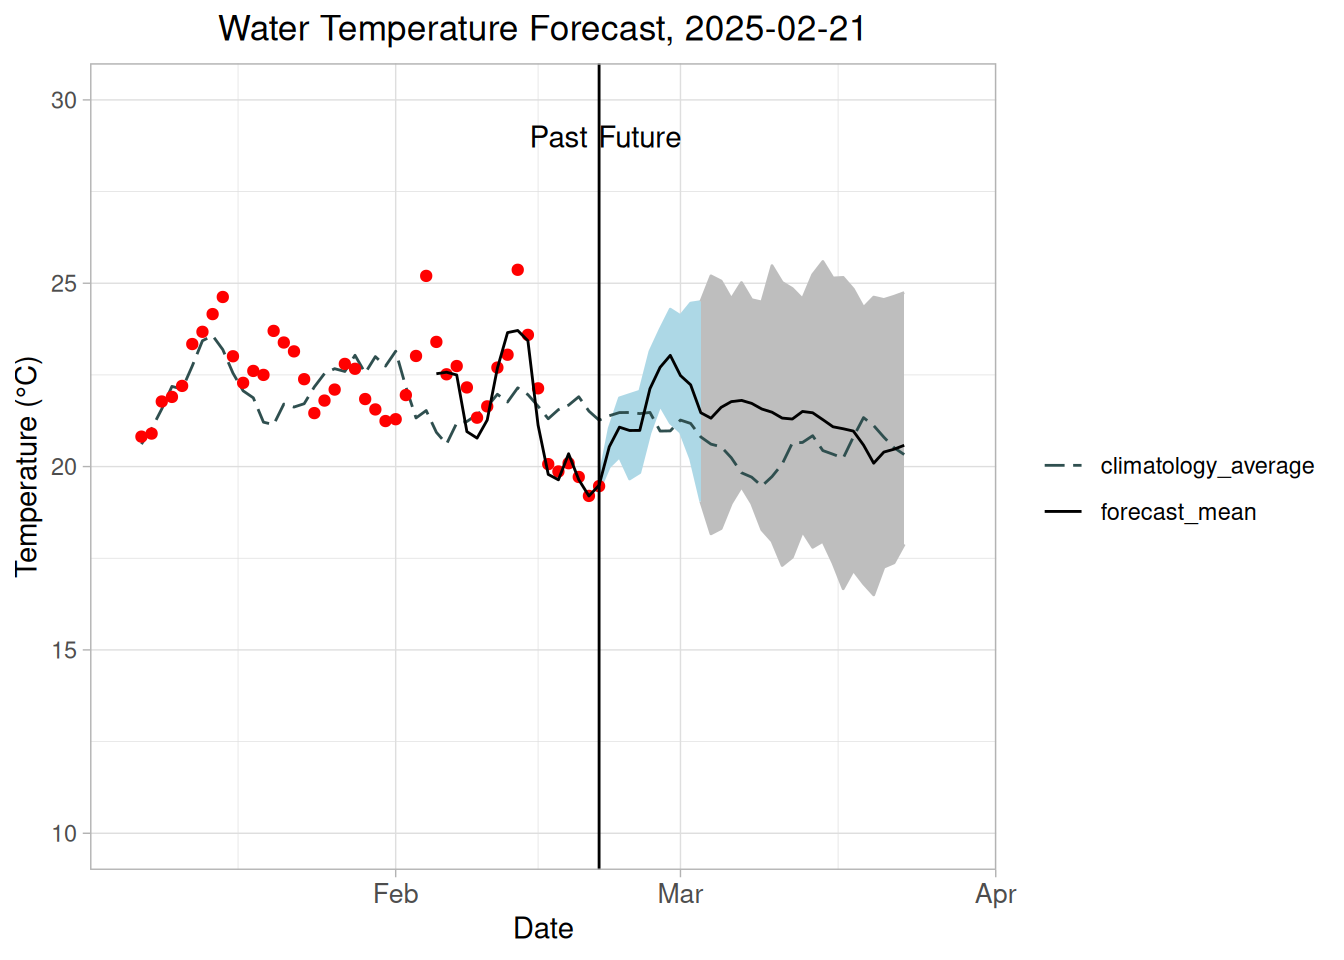 Water Temperature Forecast, 2025-02-21
30
Past Future
25
20
15
10
Temperature (°C)
Feb Mar Apr
Date
climatology_average
forecast_mean